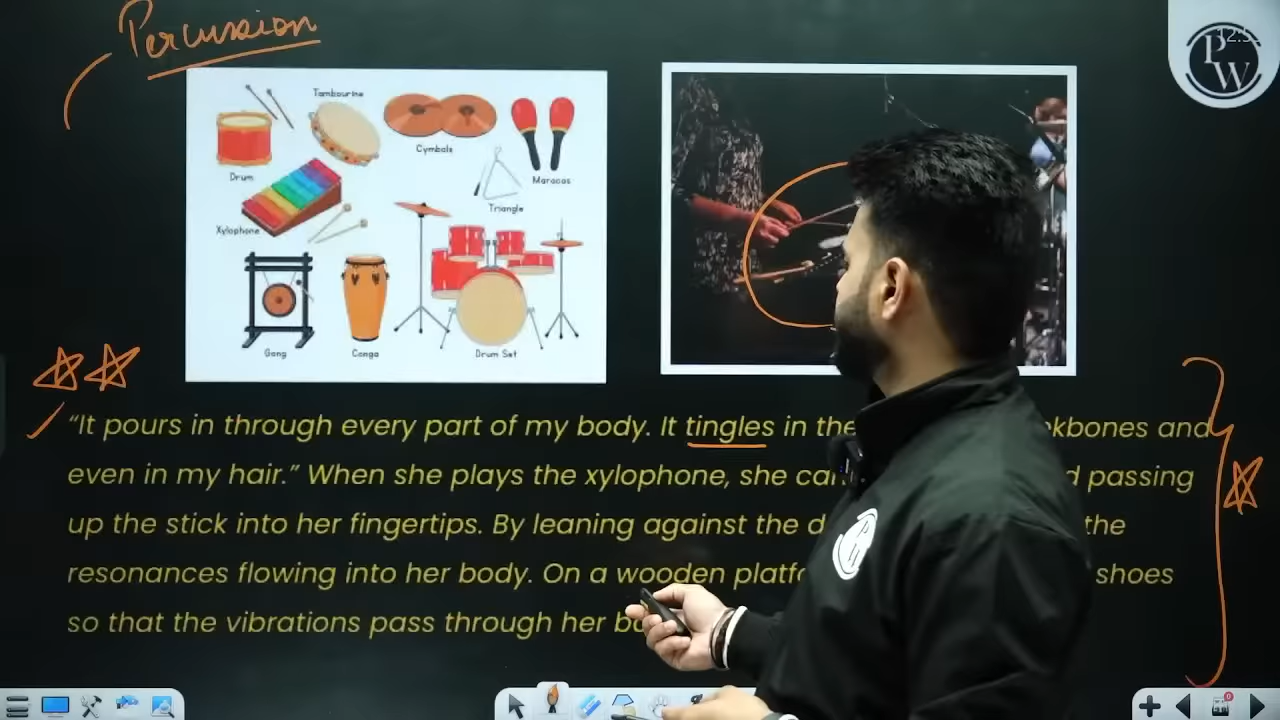 Percussion
Tambourine
Cymbals
Drum
Maracas
Triangle
Xylophone
Gong
Conga
Drum Set
“It pours in through every part of my body. It tingles in the and
even in my hair.” When she plays the xylophone, she can passing
up the stick into her fingertips. By leaning against the the
resonances flowing into her body. On a wooden shoes
so that the vibrations pass through her
PW